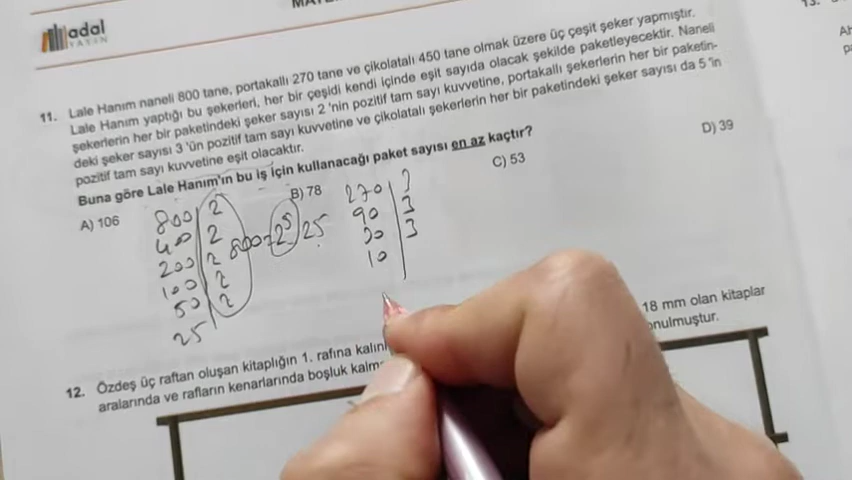 adal
YAYIN
MATE
13.
11. Lale Hanım naneli 800 tane, portakallı 270 tane ve çikolatalı 450 tane olmak üzere üç çeşit şeker yapmıştır.
Lale Hanım yaptığı bu şekerleri, her bir çeşidi kendi içinde eşit sayıda olacak şekilde paketleyecektir. Naneli
şekerlerin her bir paketindeki şeker sayısı 2 'nin pozitif tam sayı kuvvetine, portakallı şekerlerin her bir paketin-
deki şeker sayısı 3 'ün pozitif tam sayı kuvvetine ve çikolatalı şekerlerin her bir paketindeki şeker sayısı da 5 'in
pozitif tam sayı kuvvetine eşit olacaktır.
Buna göre Lale Hanım'ın bu iş için kullanacağı paket sayısı en az kaçtır?
A) 106 B) 78 C) 53 D) 39
800 2
400 2
200 2
100 2
50 2
25
800=2⁵ 25
270 3
90 3
30 3
10
12. Özdeş üç raftan oluşan kitaplığın 1. rafına kalınl 18 mm olan kitaplar
aralarında ve rafların kenarlarında boşluk kalm onulmuştur.